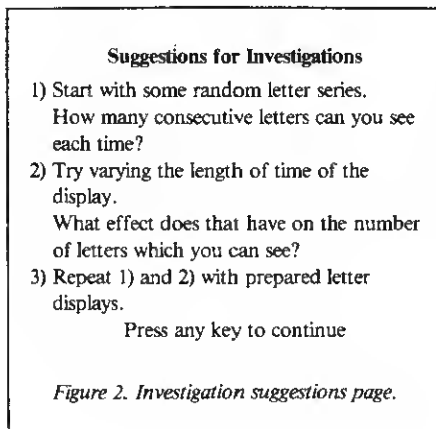 Suggestions for Investigations
1) Start with some random letter series.
How many consecutive letters can you see
each time?
2) Try varying the length of time of the
display.
What effect does that have on the number
of letters which you can see?
3) Repeat 1) and 2) with prepared letter
displays.
Press any key to continue
Figure 2. Investigation suggestions page.